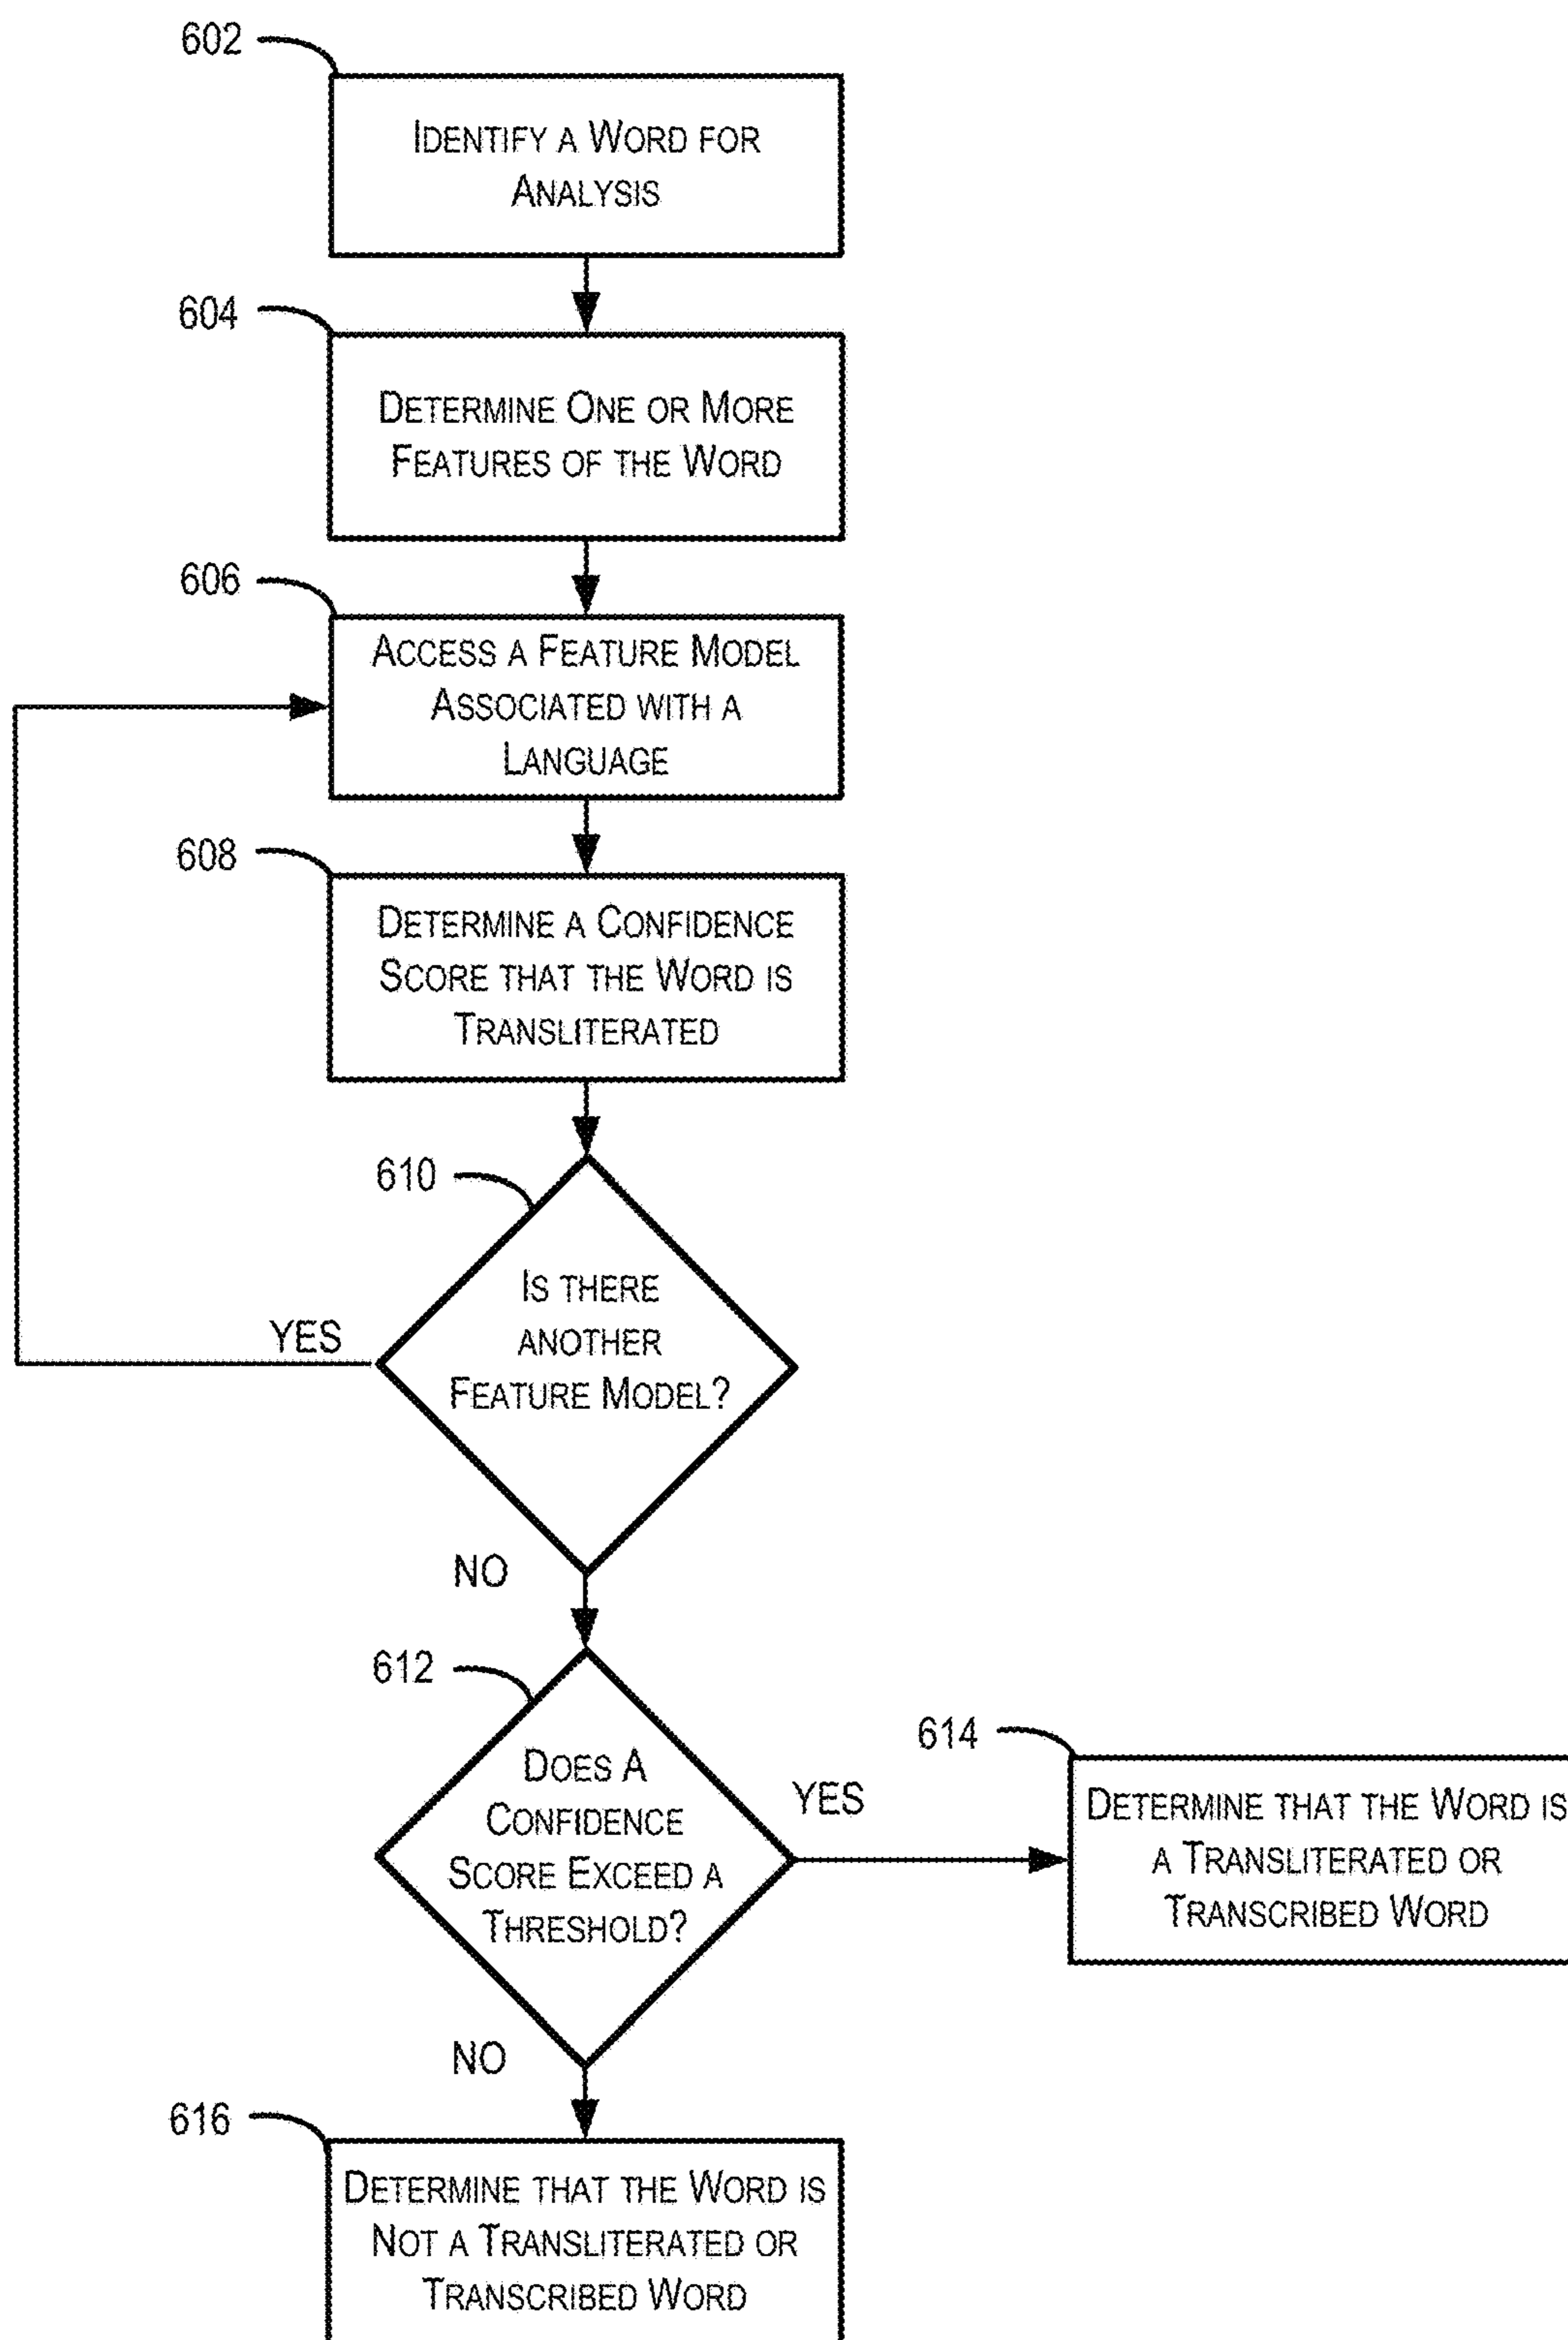 602
IDENTIFY A WORD FOR
ANALYSIS
604
DETERMINE ONE OR MORE
FEATURES OF THE WORD
606
ACCESS A FEATURE MODEL
ASSOCIATED WITH A
LANGUAGE
608
DETERMINE A CONFIDENCE
SCORE THAT THE WORD IS
TRANSLITERATED
610
IS THERE
ANOTHER
FEATURE MODEL?
YES
NO
612
DOES A
CONFIDENCE
SCORE EXCEED A
THRESHOLD?
YES
614
DETERMINE THAT THE WORD IS
A TRANSLITERATED OR
TRANSCRIBED WORD
NO
616
DETERMINE THAT THE WORD IS
NOT A TRANSLITERATED OR
TRANSCRIBED WORD